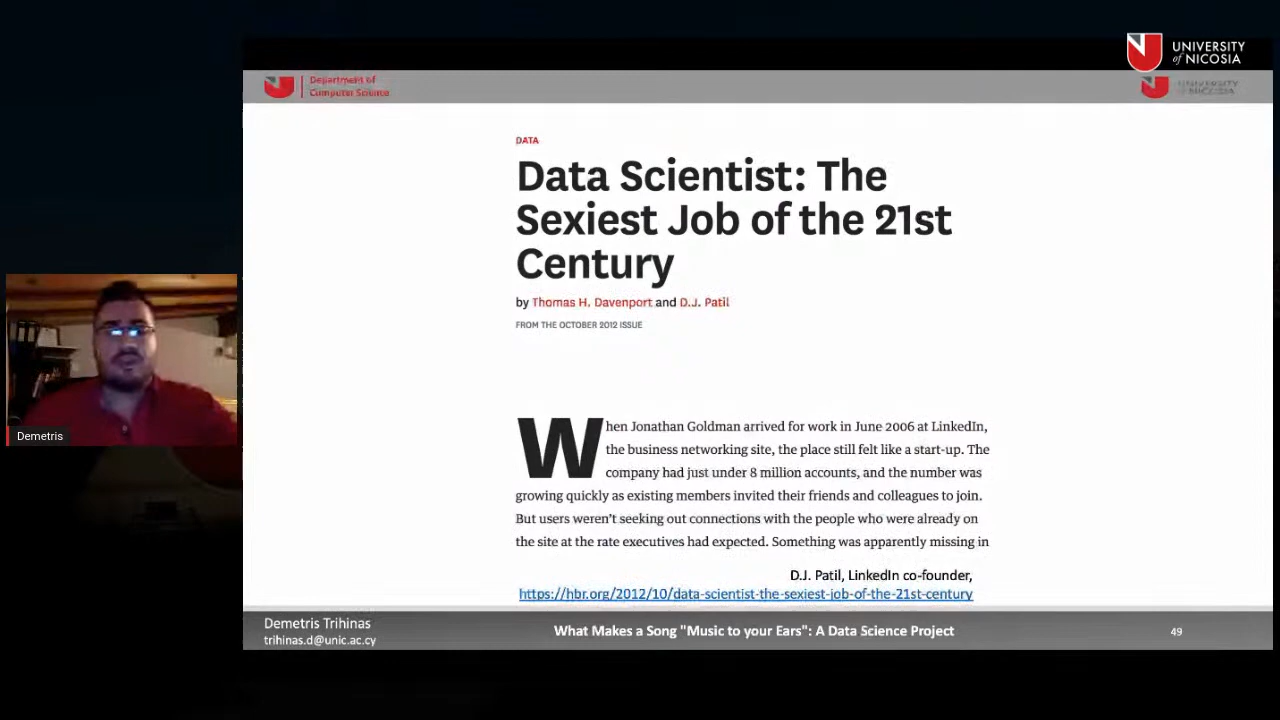 UNIVERSITY
of NICOSIA
Department of
Computer Science
UNIVERSITY
of NICOSIA
DATA
Data Scientist: The
Sexiest Job of the 21st
Century
by Thomas H. Davenport and D.J. Patil
FROM THE OCTOBER 2012 ISSUE
When Jonathan Goldman arrived for work in June 2006 at LinkedIn,
the business networking site, the place still felt like a start-up. The
company had just under 8 million accounts, and the number was
growing quickly as existing members invited their friends and colleagues to join.
But users weren't seeking out connections with the people who were already on
the site at the rate executives had expected. Something was apparently missing in
D.J. Patil, LinkedIn co-founder,
https://hbr.org/2012/10/data-scientist-the-sexiest-job-of-the-21st-century
Demetris
Demetris Trihinas
trihinas.d@unic.ac.cy
What Makes a Song "Music to your Ears": A Data Science Project
49